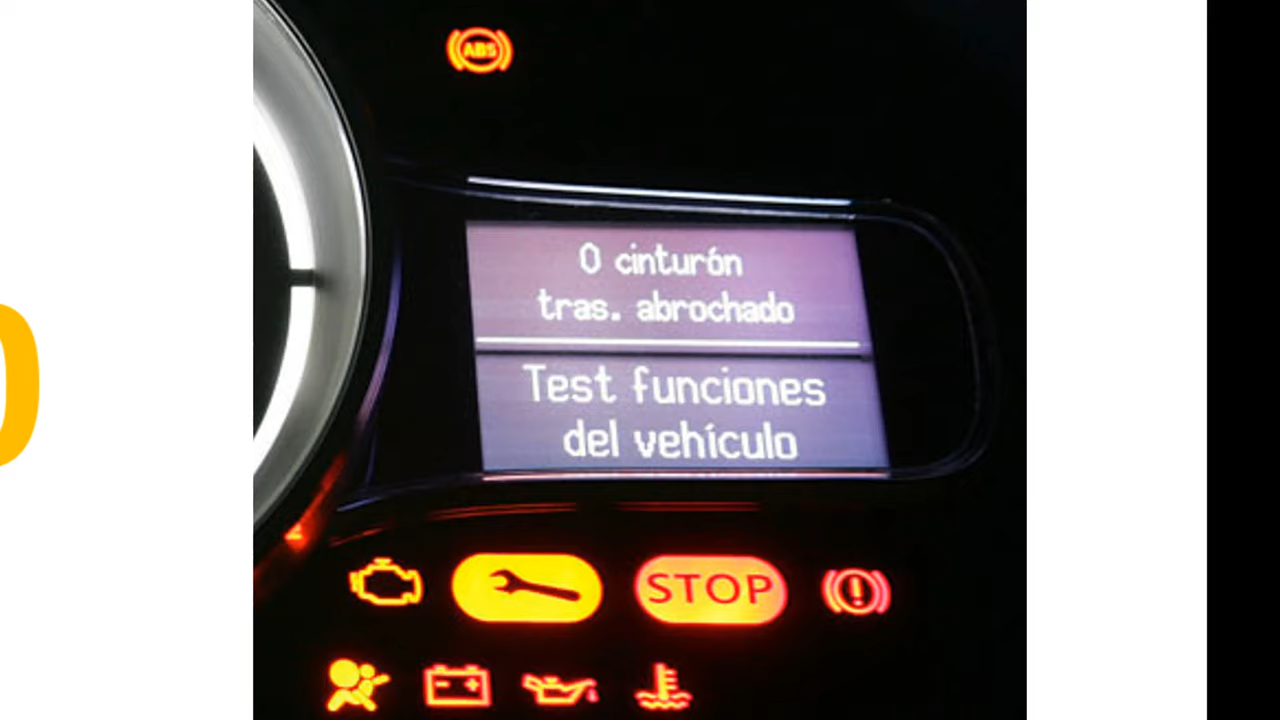 ABS
0 cinturón
tras. abrochado
Test funciones
del vehículo
STOP